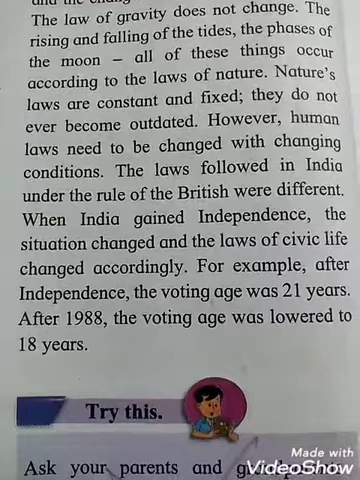 The law of gravity does not change. The
rising and falling of the tides, the phases of
the moon – all of these things occur
according to the laws of nature. Nature's
laws are constant and fixed; they do not
ever become outdated. However, human
laws need to be changed with changing
conditions. The laws followed in India
under the rule of the British were different.
When India gained Independence, the
situation changed and the laws of civic life
changed accordingly. For example, after
Independence, the voting age was 21 years.
After 1988, the voting age was lowered to
18 years.
Try this.
Ask your parents and
Made with
VideoShow